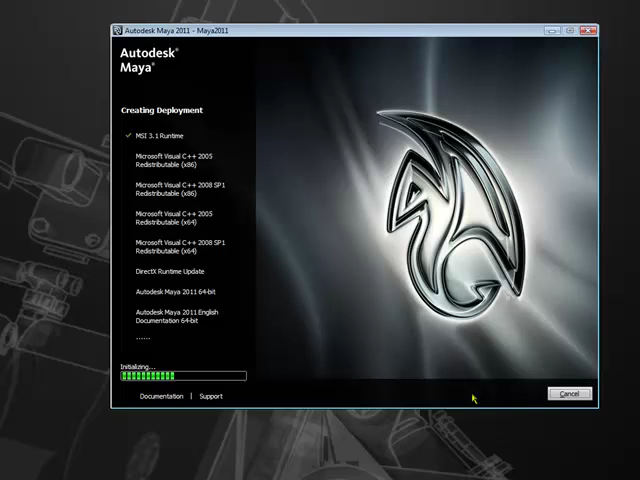 Autodesk Maya 2011 - Maya2011
Autodesk®
Maya®
Creating Deployment
MSI 3.1 Runtime
Microsoft Visual C++ 2005
Redistributable (x86)
Microsoft Visual C++ 2008 SP1
Redistributable (x86)
Microsoft Visual C++ 2005
Redistributable (x64)
Microsoft Visual C++ 2008 SP1
Redistributable (x64)
DirectX Runtime Update
Autodesk Maya 2011 64-bit
Autodesk Maya 2011 English
Documentation 64-bit
......
Initializing...
Documentation | Support
Cancel